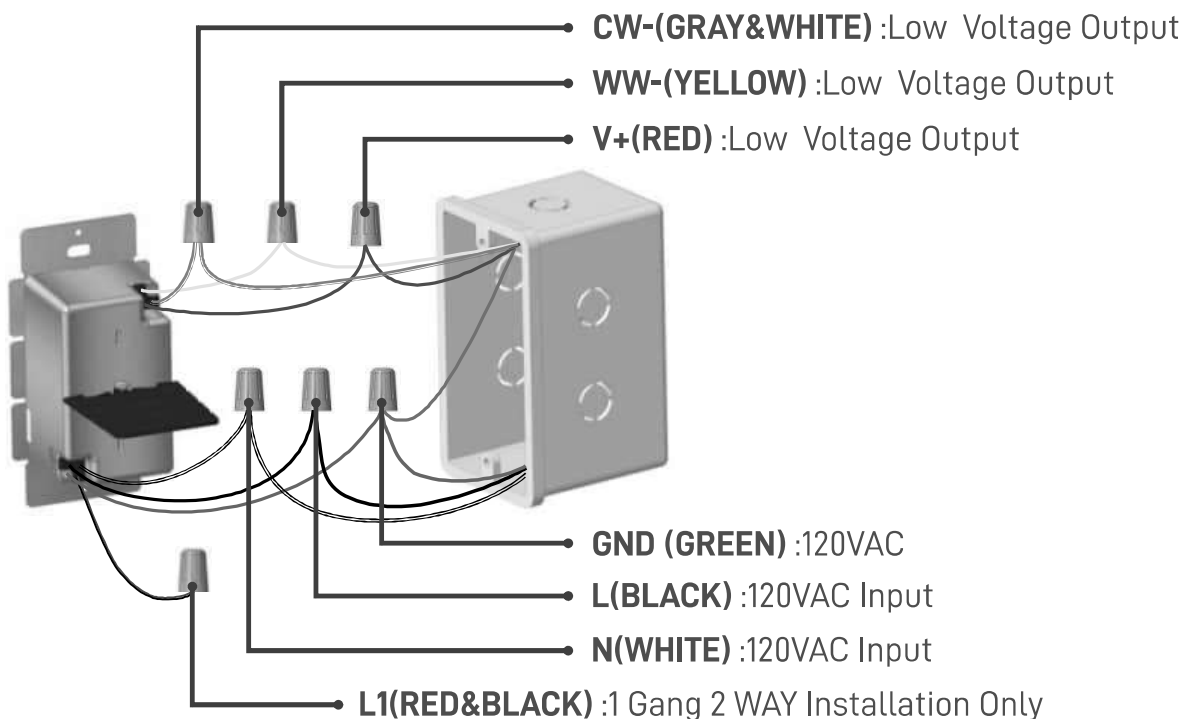 CW-(GRAY&WHITE) :Low Voltage Output
WW-(YELLOW) :Low Voltage Output
V+(RED) :Low Voltage Output
GND (GREEN) :120VAC
L(BLACK) :120VAC Input
N(WHITE) :120VAC Input
L1(RED&BLACK) :1 Gang 2 WAY Installation Only